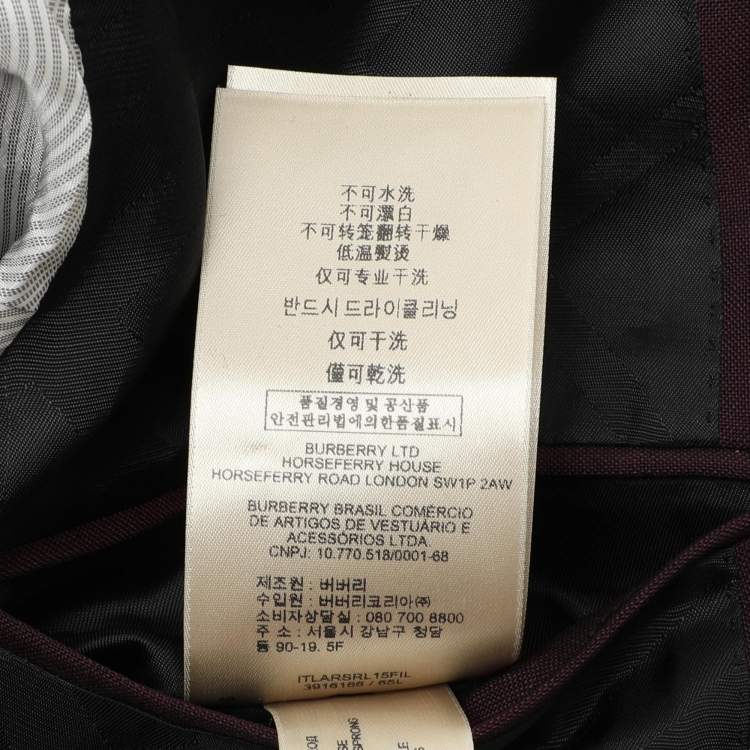 不可水洗
不可漂白
不可转笼翻转干燥
低温熨烫
仅可专业干洗
반드시 드라이클리닝
仅可干洗
僅可乾洗
품질경영 및 공산품
안전관리법에의한품질표시
BURBERRY LTD
HORSEFERRY HOUSE
HORSEFERRY ROAD LONDON SW1P 2AW
BURBERRY BRASIL COMÉRCIO
DE ARTIGOS DE VESTUÁRIO E
ACESSÓRIOS LTDA.
CNPJ: 10.770.518/0001-68
제조원 : 버버리
수입원 : 버버리코리아㈜
소비자상담실 : 080 700 8800
주 소 : 서울시 강남구 청담
동 90-19. 5F
ITLARSRL15FIL
3916166 / 65L